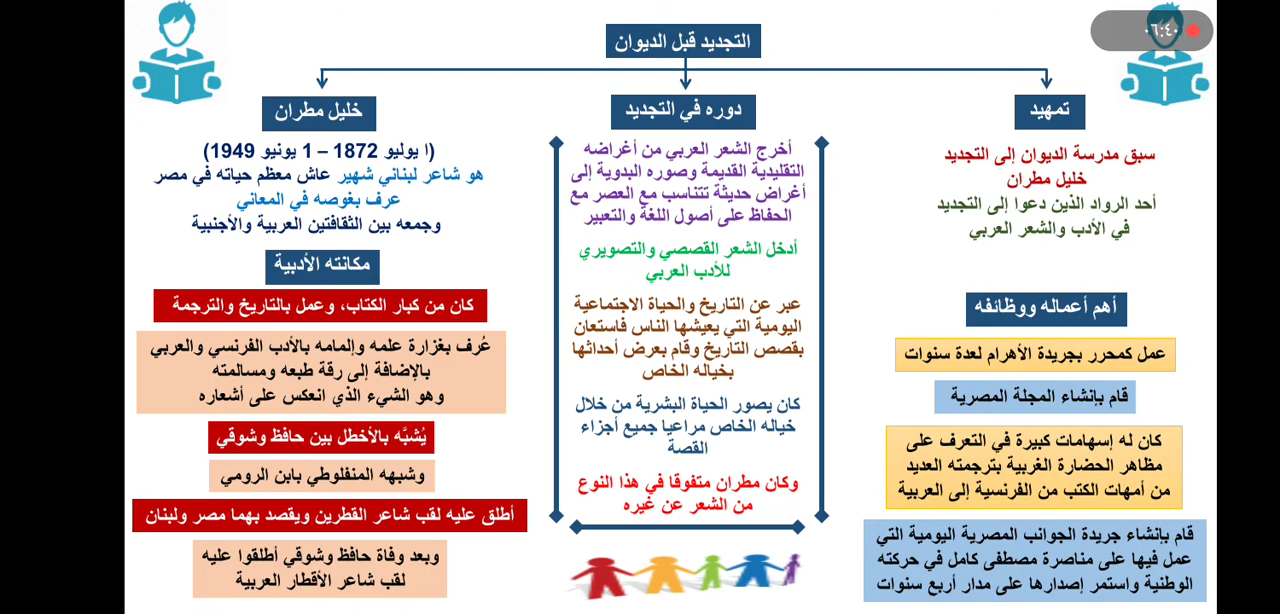 ٠٦:٤٠
التجديد قبل الديوان
تمهيد
سبق مدرسة الديوان إلى التجديد
خليل مطران
أحد الرواد الذين دعوا إلى التجديد
في الأدب والشعر العربي
أهم أعماله ووظائفه
عمل كمحرر بجريدة الأهرام لعدة سنوات
قام بإنشاء المجلة المصرية
كان له إسهامات كبيرة في التعرف على
مظاهر الحضارة الغربية بترجمته العديد
من أمهات الكتب من الفرنسية إلى العربية
قام بإنشاء جريدة الجوانب المصرية اليومية التي
عمل فيها على مناصرة مصطفى كامل في حركته
الوطنية واستمر إصدارها على مدار أربع سنوات
دوره في التجديد
أخرج الشعر العربي من أغراضه
التقليدية القديمة وصوره البدوية إلى
أغراض حديثة تتناسب مع العصر مع
الحفاظ على أصول اللغة والتعبير
أدخل الشعر القصصي والتصويري
للأدب العربي
عبر عن التاريخ والحياة الاجتماعية
اليومية التي يعيشها الناس فاستعان
بقصص التاريخ وقام بعرض أحداثها
بخياله الخاص
كان يصور الحياة البشرية من خلال
خياله الخاص مراعيا جميع أجزاء
القصة
وكان مطران متفوقا في هذا النوع
من الشعر عن غيره
خليل مطران
(ا يوليو 1872 – 1 يونيو 1949)
هو شاعر لبناني شهير عاش معظم حياته في مصر
عرف بغوصه في المعاني
وجمعه بين الثقافتين العربية والأجنبية
مكانته الأدبية
كان من كبار الكتاب، وعمل بالتاريخ والترجمة
عُرف بغزارة علمه وإلمامه بالأدب الفرنسي والعربي
بالإضافة إلى رقة طبعه ومسالمته
وهو الشيء الذي انعكس على أشعاره
يُشبَّه بالأخطل بين حافظ وشوقي
وشبهه المنفلوطي بابن الرومي
أطلق عليه لقب شاعر القطرين ويقصد بهما مصر ولبنان
وبعد وفاة حافظ وشوقي أطلقوا عليه
لقب شاعر الأقطار العربية